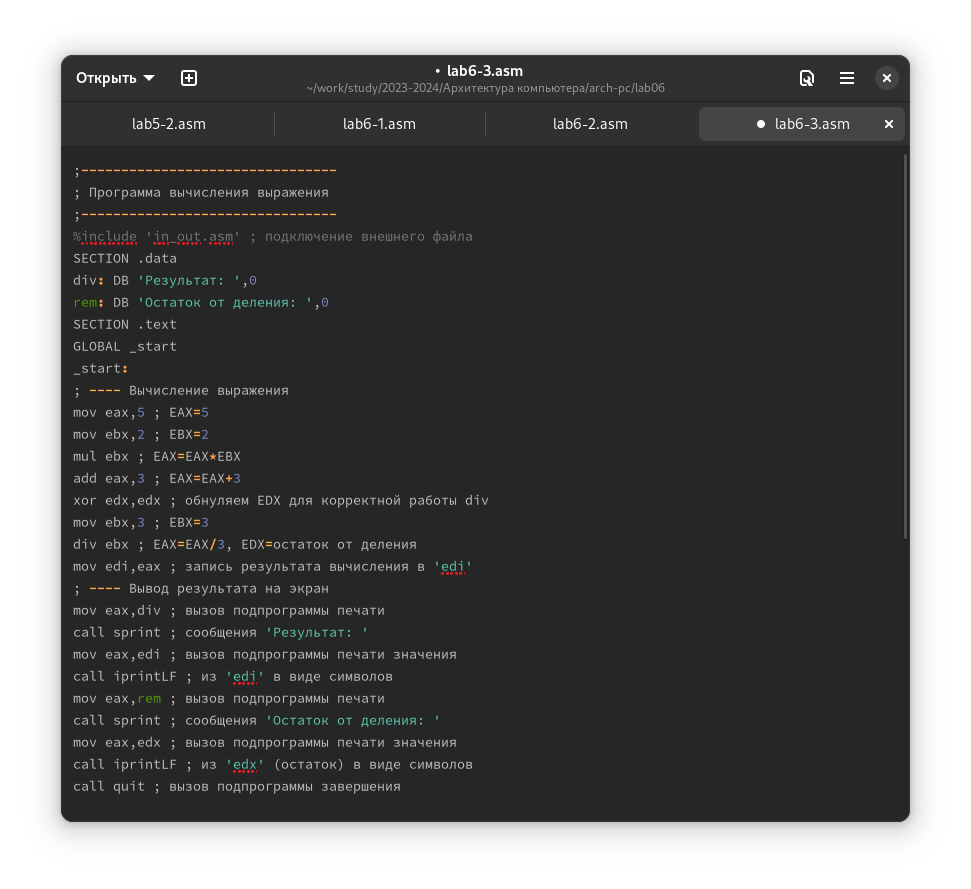 Открыть
• lab6-3.asm
~/work/study/2023-2024/Архитектура компьютера/arch-pc/lab06
lab5-2.asm
lab6-1.asm
lab6-2.asm
● lab6-3.asm
;--------------------------------
; Программа вычисления выражения
;--------------------------------
%include 'in_out.asm' ; подключение внешнего файла
SECTION .data
div: DB 'Результат: ',0
rem: DB 'Остаток от деления: ',0
SECTION .text
GLOBAL _start
_start:
; ---- Вычисление выражения
mov eax,5 ; EAX=5
mov ebx,2 ; EBX=2
mul ebx ; EAX=EAX*EBX
add eax,3 ; EAX=EAX+3
xor edx,edx ; обнуляем EDX для корректной работы div
mov ebx,3 ; EBX=3
div ebx ; EAX=EAX/3, EDX=остаток от деления
mov edi,eax ; запись результата вычисления в 'edi'
; ---- Вывод результата на экран
mov eax,div ; вызов подпрограммы печати
call sprint ; сообщения 'Результат: '
mov eax,edi ; вызов подпрограммы печати значения
call iprintLF ; из 'edi' в виде символов
mov eax,rem ; вызов подпрограммы печати
call sprint ; сообщения 'Остаток от деления: '
mov eax,edx ; вызов подпрограммы печати значения
call iprintLF ; из 'edx' (остаток) в виде символов
call quit ; вызов подпрограммы завершения